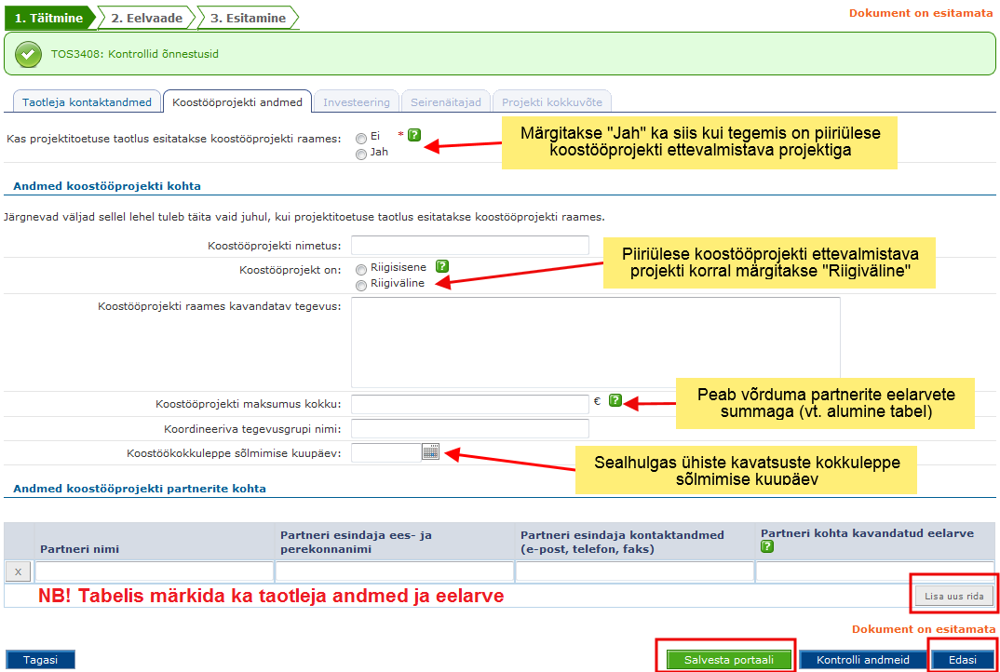 1. Täitmine
2. Eelvaade
3. Esitamine
Dokument on esitamata
TOS3408: Kontrollid õnnestusid
Taotleja kontaktandmed
Koostööprojekti andmed
Investeering
Seirenäitajad
Projekti kokkuvõte
Kas projektitoetuse taotlus esitatakse koostööprojekti raames:
Ei
* ?
Jah
Märgitakse "Jah" ka siis kui tegemis on piiriülese
koostööprojekti ettevalmistava projektiga
Andmed koostööprojekti kohta
Järgnevad väljad sellel lehel tuleb täita vaid juhul, kui projektitoetuse taotlus esitatakse koostööprojekti raames.
Koostööprojekti nimetus:
Koostööprojekt on:
Riigisisene ?
Riigiväline
Piiriülese koostööprojekti ettevalmistava
projekti korral märgitakse "Riigiväline"
Koostööprojekti raames kavandatav tegevus:
Koostööprojekti maksumus kokku:
€ ?
Peab võrduma partnerite eelarvete
summaga (vt. alumine tabel)
Koordineeriva tegevusgrupi nimi:
Koostöökokkuleppe sõlmimise kuupäev:
Sealhulgas ühiste kavatsuste kokkuleppe
sõlmimise kuupäev
Andmed koostööprojekti partnerite kohta
Partneri nimi
Partneri esindaja ees- ja
perekonnanimi
Partneri esindaja kontaktandmed
(e-post, telefon, faks)
Partneri kohta kavandatud eelarve
?
x
NB! Tabelis märkida ka taotleja andmed ja eelarve
Lisa uus rida
Dokument on esitamata
Tagasi
Salvesta portaali
Kontrolli andmeid
Edasi